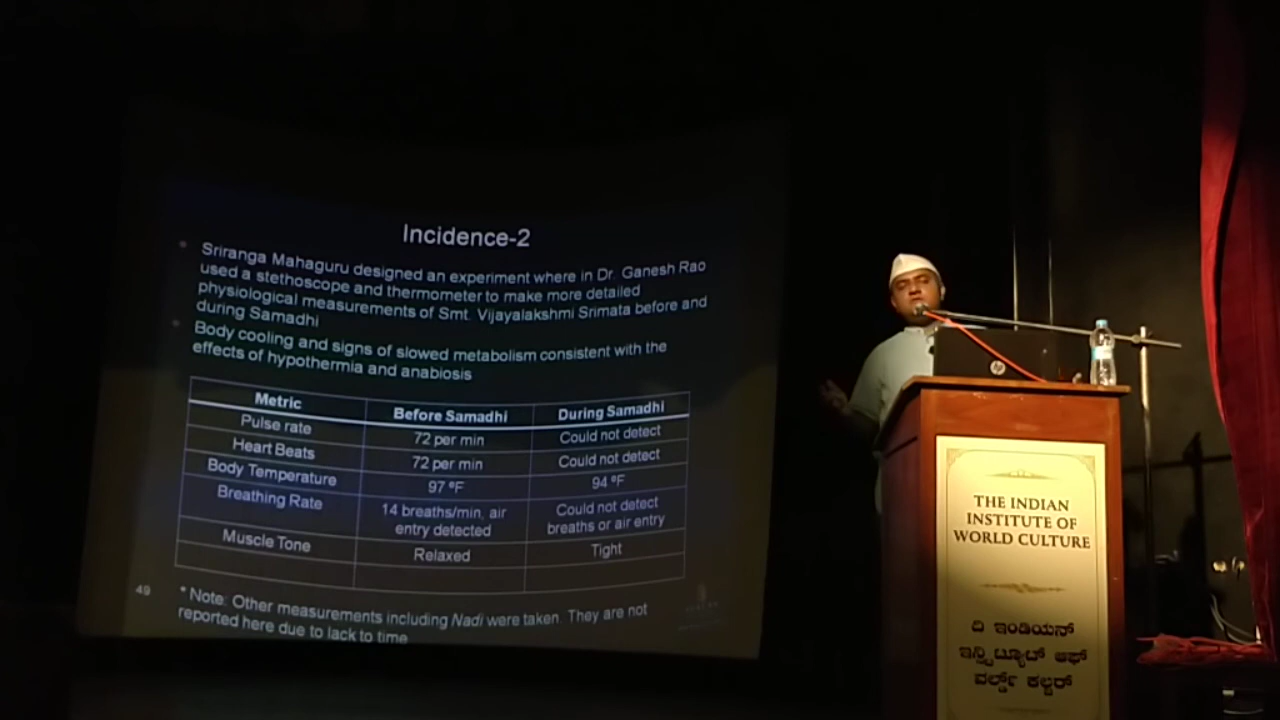 Incidence-2
Sriranga Mahaguru designed an experiment where in Dr. Ganesh Rao
used a stethoscope and thermometer to make more detailed
physiological measurements of Smt. Vijayalakshmi Srimata before and
during Samadhi
Body cooling and signs of slowed metabolism consistent with the
effects of hypothermia and anabiosis
Metric Before Samadhi During Samadhi
Pulse rate 72 per min Could not detect
Heart Beats 72 per min Could not detect
Body Temperature 97 ºF 94 ºF
Breathing Rate 14 breaths/min, air Could not detect
entry detected breaths or air entry
Muscle Tone Relaxed Tight
49
* Note: Other measurements including Nadi were taken. They are not
reported here due to lack to time
hp
THE INDIAN
INSTITUTE OF
WORLD CULTURE
ದಿ ಇಂಡಿಯನ್
ಇನ್ಸ್ಟಿಟ್ಯೂಟ್ ಆಫ್
ವರ್ಲ್ಡ್ ಕಲ್ಚರ್